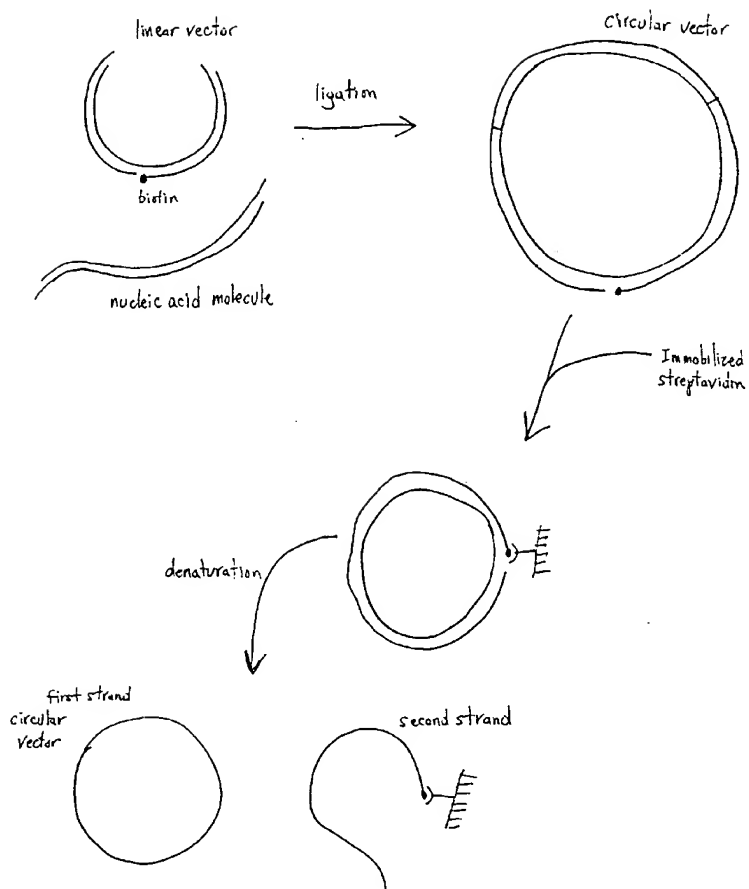 linear vector
circular vector
ligation
biotin
nucleic acid molecule
Immobilized
streptavidin
denaturation
first strand
circular
vector
second strand